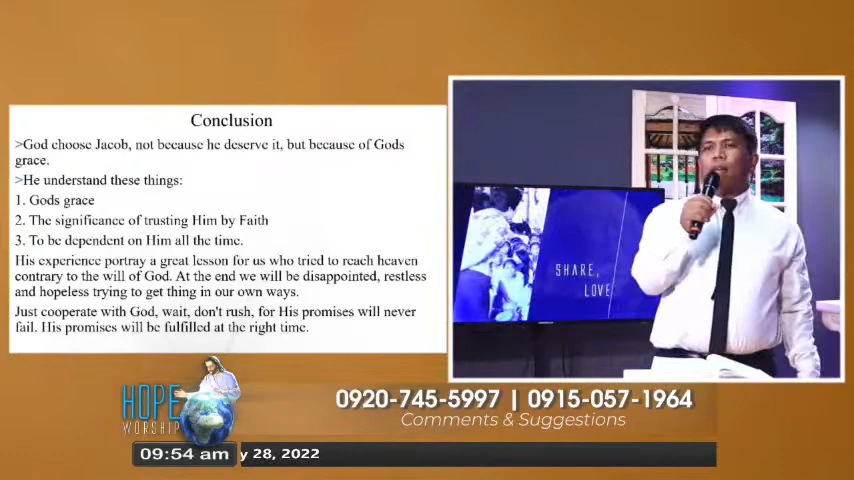 Conclusion
>God choose Jacob, not because he deserve it, but because of Gods
grace.
>He understand these things:
1. Gods grace
2. The significance of trusting Him by Faith
3. To be dependent on Him all the time.
His experience portray a great lesson for us who tried to reach heaven
contrary to the will of God. At the end we will be disappointed, restless
and hopeless trying to get thing in our own ways.
Just cooperate with God, wait, don't rush, for His promises will never
fail. His promises will be fulfilled at the right time.
SHARE,
LOVE
HOPE
WORSHIP
0920-745-5997 | 0915-057-1964
Comments & Suggestions
09:54 am
y 28, 2022